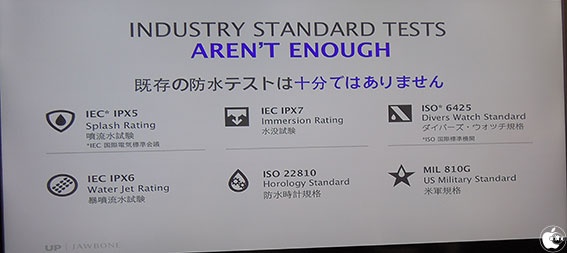 INDUSTRY STANDARD TESTS
AREN'T ENOUGH
既存の防水テストは十分ではありません
IEC* IPX5
Splash Rating
噴流水試験
*IEC 国際電気標準会議
IEC IPX7
Immersion Rating
水没試験
ISO* 6425
Divers Watch Standard
ダイバーズ・ウオッチ規格
*ISO 国際標準機関
IEC IPX6
Water Jet Rating
暴噴流水試験
ISO 22810
Horology Standard
防水時計規格
MIL 810G
US Military Standard
米軍規格
UP | JAWBONE